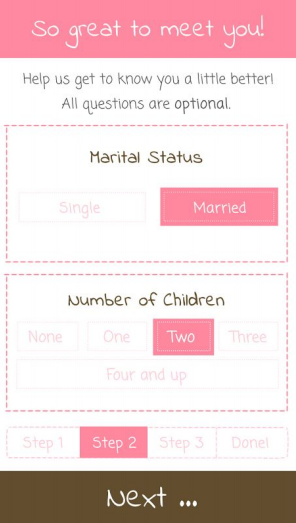 So great to meet you!
Help us get to know you a little better!
All questions are optional.
Marital Status
Single Married
Number of Children
None One Two Three
Four and up
Step 1 Step 2 Step 3 Done!
Next ...